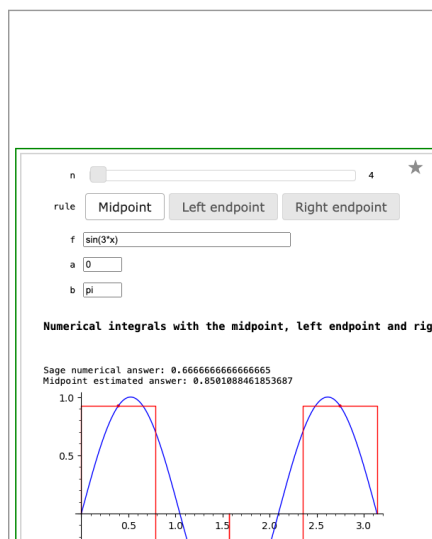 n 4
rule Midpoint Left endpoint Right endpoint
f sin(3*x)
a 0
b pi
Numerical integrals with the midpoint, left endpoint and rig
Sage numerical answer: 0.6666666666666665
Midpoint estimated answer: 0.8501088461853687
1.0
0.5
0.5 1.0 1.5 2.0 2.5 3.0